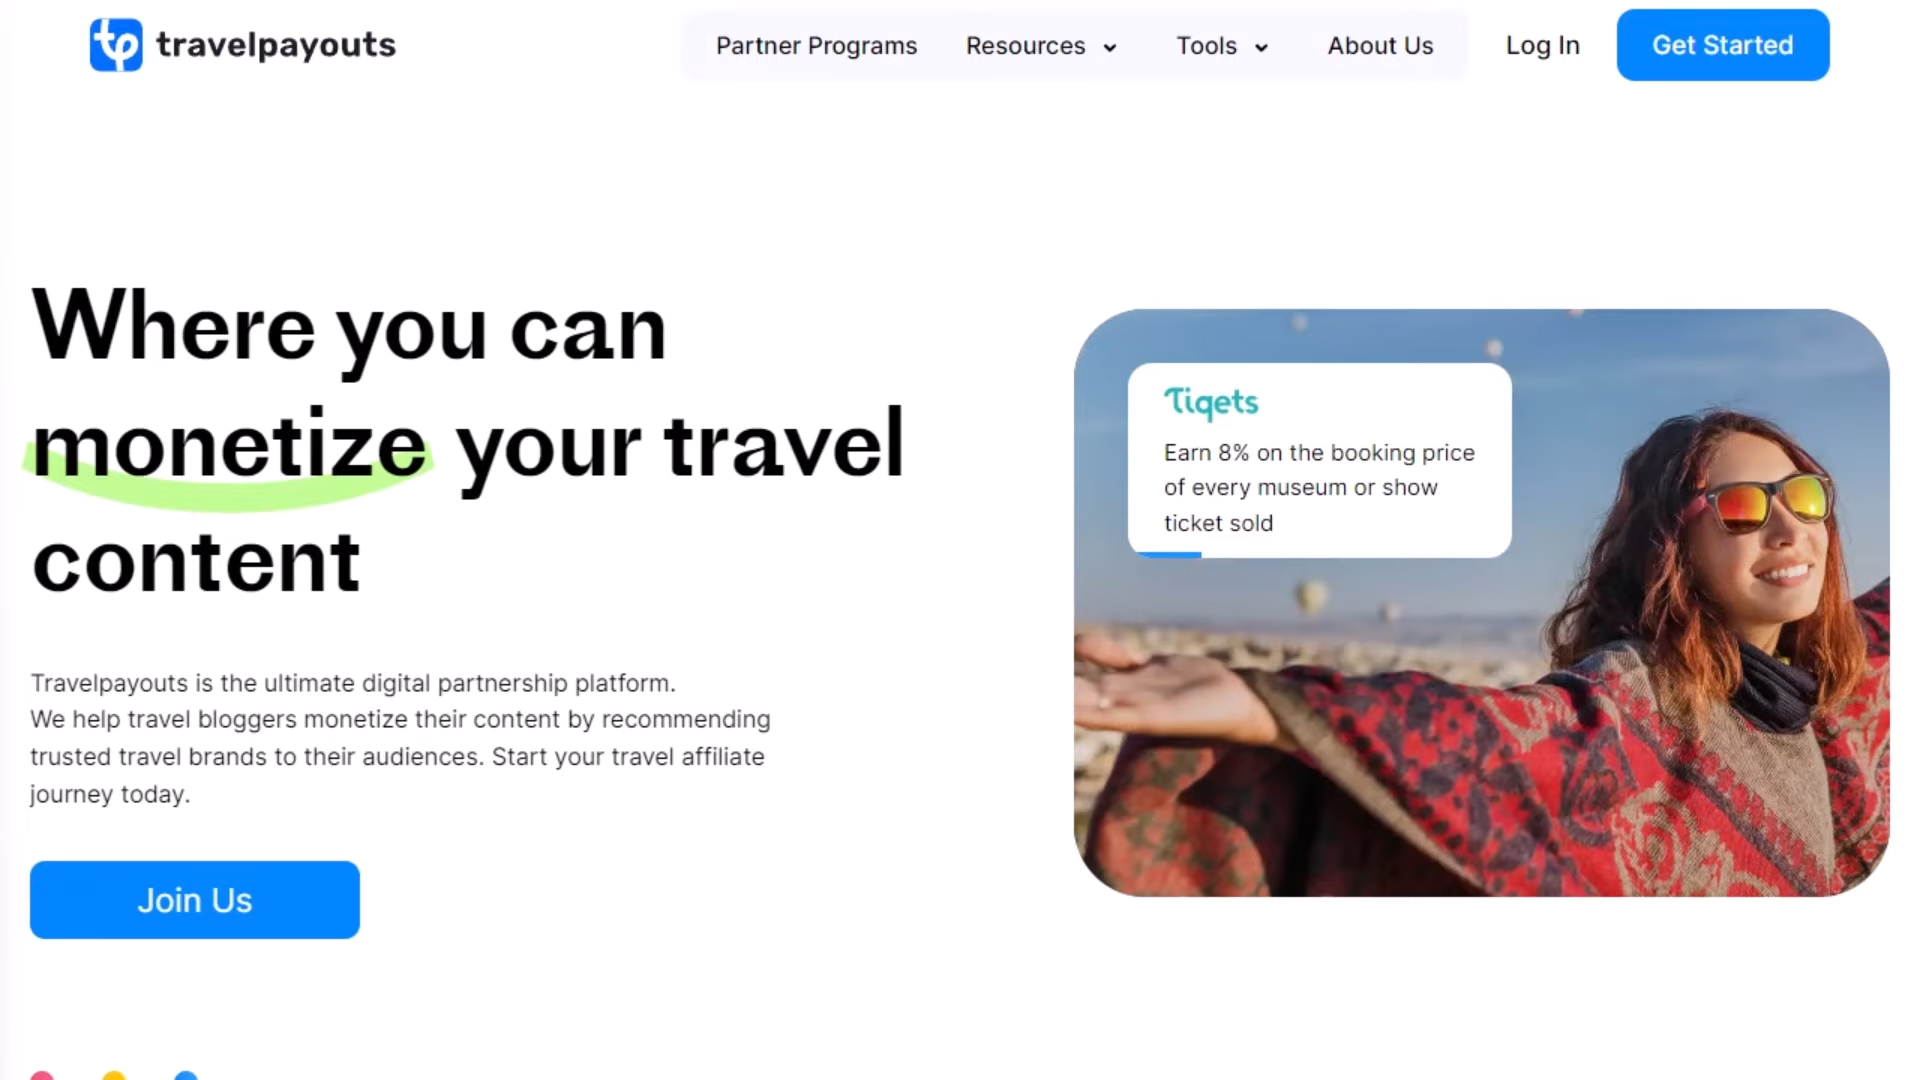 travelpayouts
Partner Programs
Resources
Tools
About Us
Log In
Get Started
Where you can
monetize your travel
content
Travelpayouts is the ultimate digital partnership platform.
We help travel bloggers monetize their content by recommending
trusted travel brands to their audiences. Start your travel affiliate
journey today.
Join Us
Tiqets
Earn 8% on the booking price
of every museum or show
ticket sold